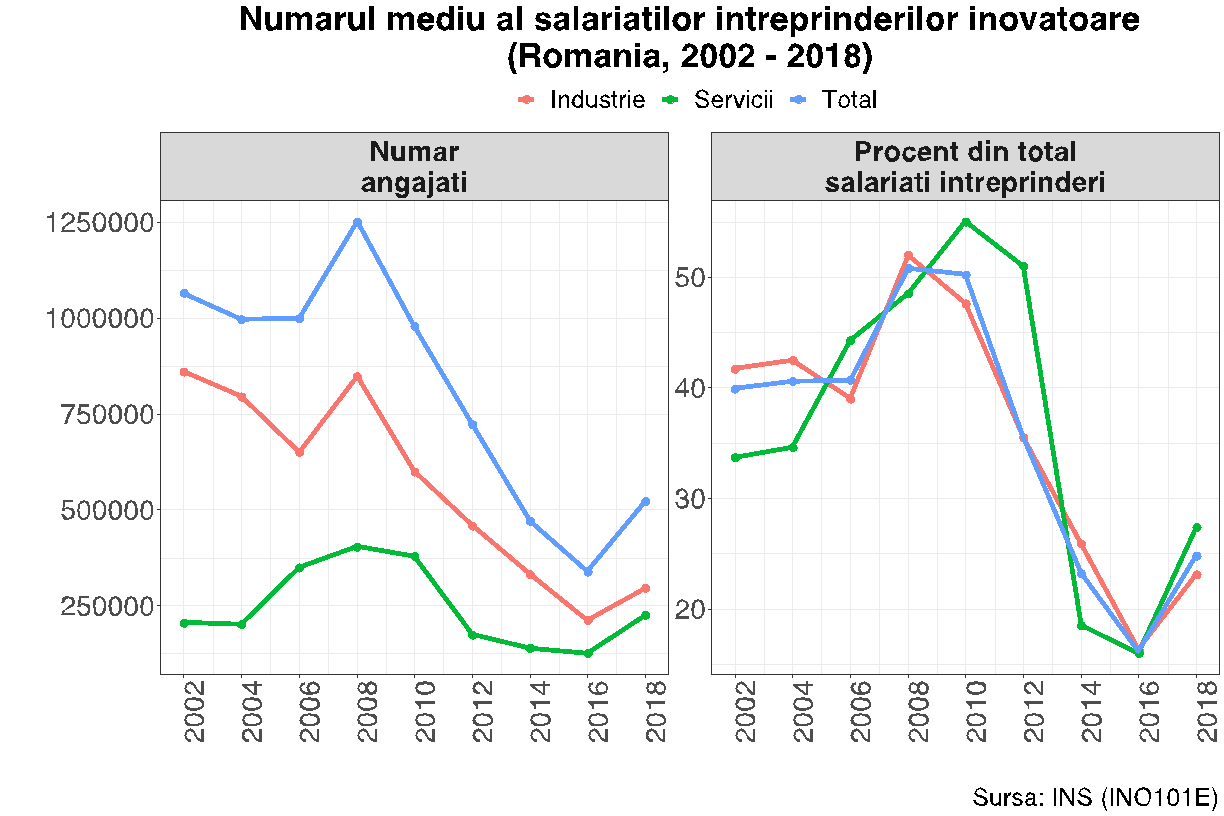 Numarul mediu al salariatilor intreprinderilor inovatoare
(Romania, 2002 - 2018)
Industrie Servicii Total
Numar
angajati
Procent din total
salariati intreprinderi
1250000
1000000
750000
500000
250000
50
40
30
20
2002 2004 2006 2008 2010 2012 2014 2016 2018
2002 2004 2006 2008 2010 2012 2014 2016 2018
Sursa: INS (INO101E)